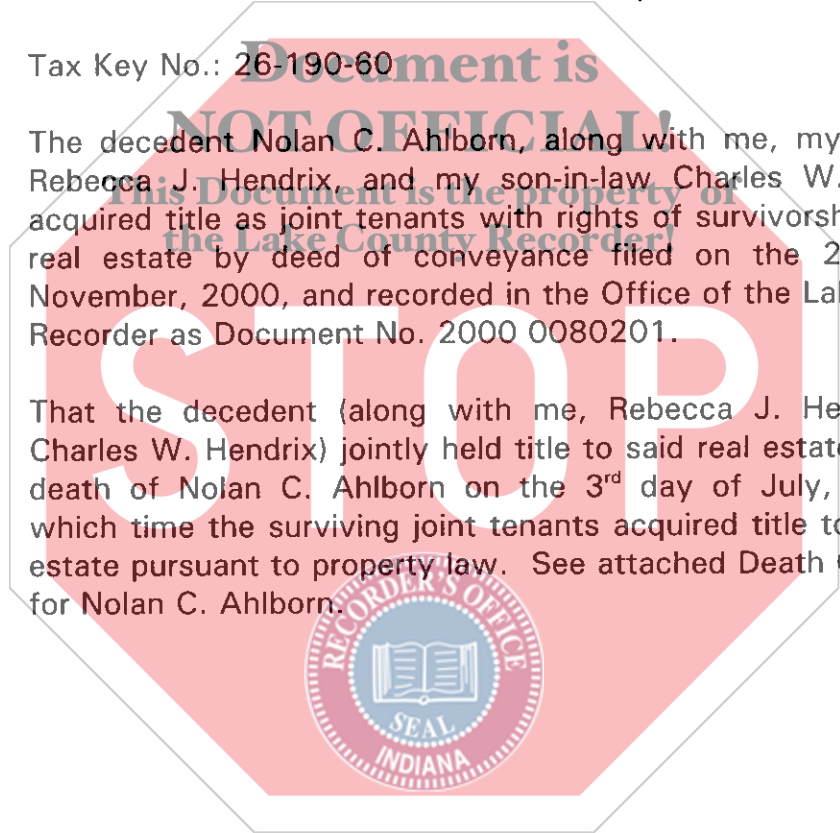 Tax Key No.: 26-190-60
Document is
NOT OFFICIAL!
This Document is the property of
the Lake County Recorder!
The decedent Nolan C. Ahlborn, along with me, my
Rebecca J. Hendrix, and my son-in-law Charles W.
acquired title as joint tenants with rights of survivorsh
real estate by deed of conveyance filed on the 2
November, 2000, and recorded in the Office of the La
Recorder as Document No. 2000 0080201.
That the decedent (along with me, Rebecca J. He
Charles W. Hendrix) jointly held title to said real estate
death of Nolan C. Ahlborn on the 3rd day of July,
which time the surviving joint tenants acquired title to
estate pursuant to property law. See attached Death
for Nolan C. Ahlborn.
STOP
RECORDER'S OFFICE
SEAL
INDIANA